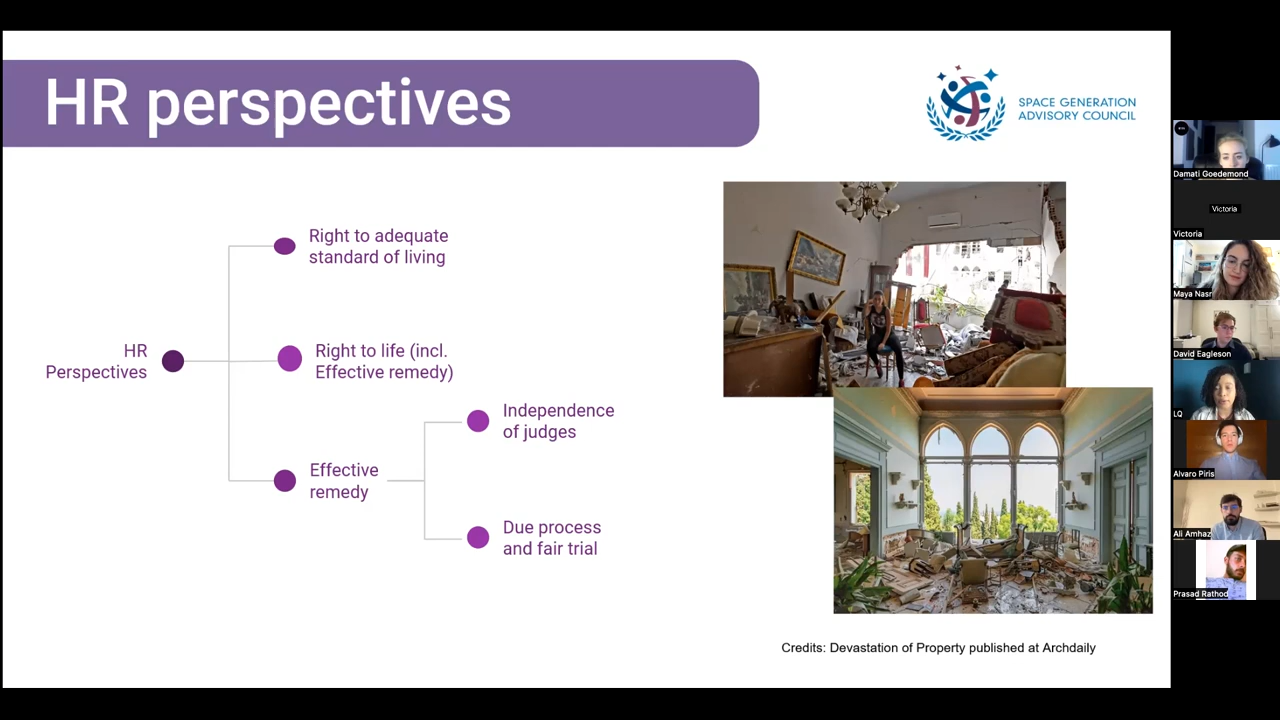 HR perspectives
SPACE GENERATION
ADVISORY COUNCIL
Right to adequate
standard of living
HR
Perspectives
Right to life (incl.
Effective remedy)
Independence
of judges
Effective
remedy
Due process
and fair trial
Credits: Devastation of Property published at Archdaily
Damati Goedemond
Victoria
Victoria
Maya Nasr
David Eagleson
LQ
Alvaro Piris
Ali Amhaz
Prasad Rathod